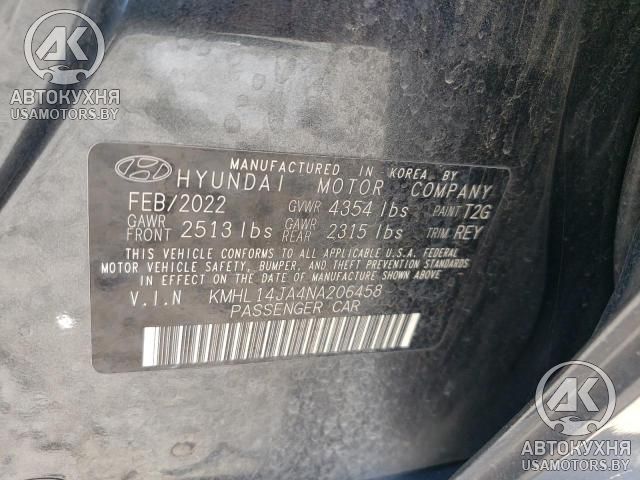 AK
АВТОКУХНЯ
USAMOTORS.BY
MANUFACTURED IN KOREA BY
HYUNDAI MOTOR COMPANY
FEB/2022 GVWR 4354 lbs PAINT T2G
GAWR FRONT 2513 lbs GAWR REAR 2315 lbs TRIM REY
THIS VEHICLE CONFORMS TO ALL APPLICABLE U.S.A. FEDERAL
MOTOR VEHICLE SAFETY, BUMPER, AND THEFT PREVENTION STANDARDS
IN EFFECT ON THE DATE OF MANUFACTURE SHOWN ABOVE.
V.I.N KMHL14JA4NA206458
PASSENGER CAR
AK
АВТОКУХНЯ
USAMOTORS.BY